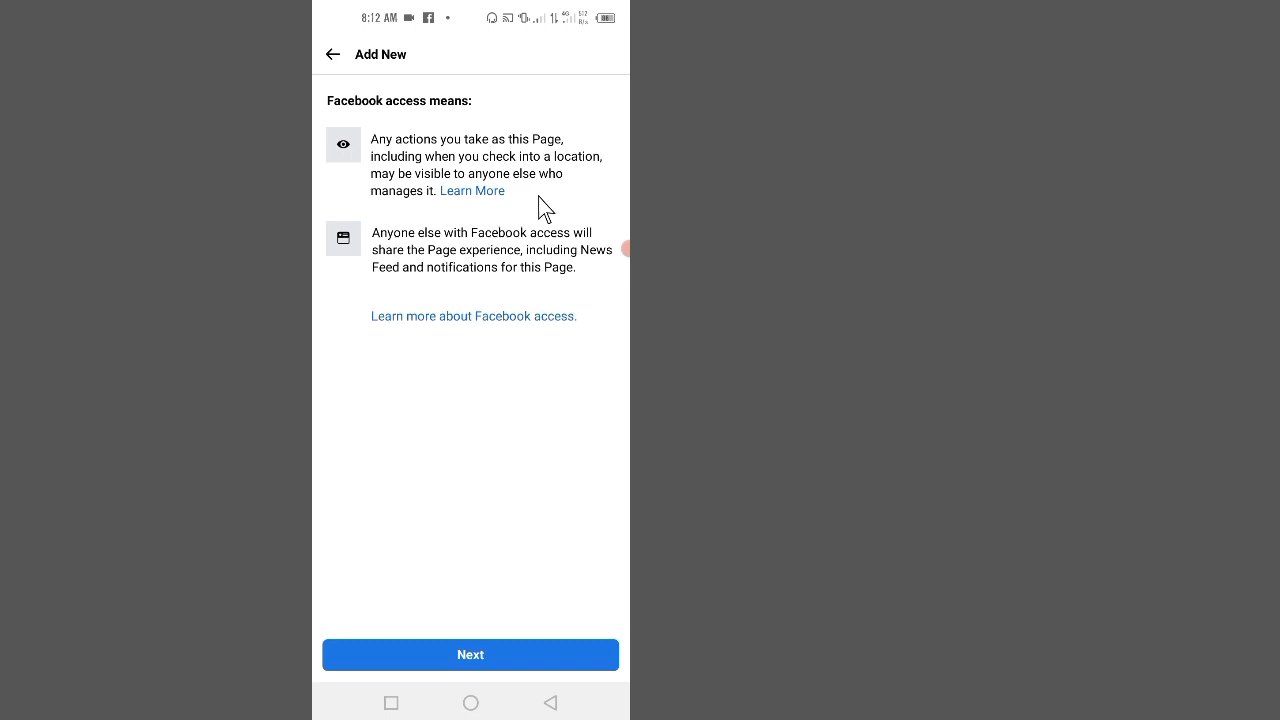 8:12 AM
4G 512 B/s
Add New
Facebook access means:
Any actions you take as this Page,
including when you check into a location,
may be visible to anyone else who
manages it. Learn More
Anyone else with Facebook access will
share the Page experience, including News
Feed and notifications for this Page.
Learn more about Facebook access.
Next